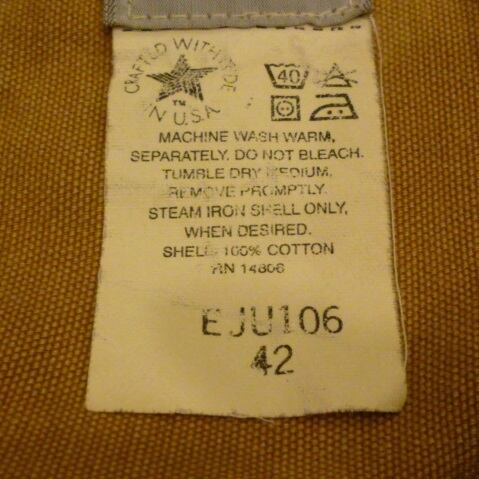 CRAFTED WITH PRIDE
IN U.S.A.
TM
40
MACHINE WASH WARM,
SEPARATELY. DO NOT BLEACH.
TUMBLE DRY MEDIUM,
REMOVE PROMPTLY.
STEAM IRON SHELL ONLY,
WHEN DESIRED.
SHELL: 100% COTTON
RN 14806
EJU106
42